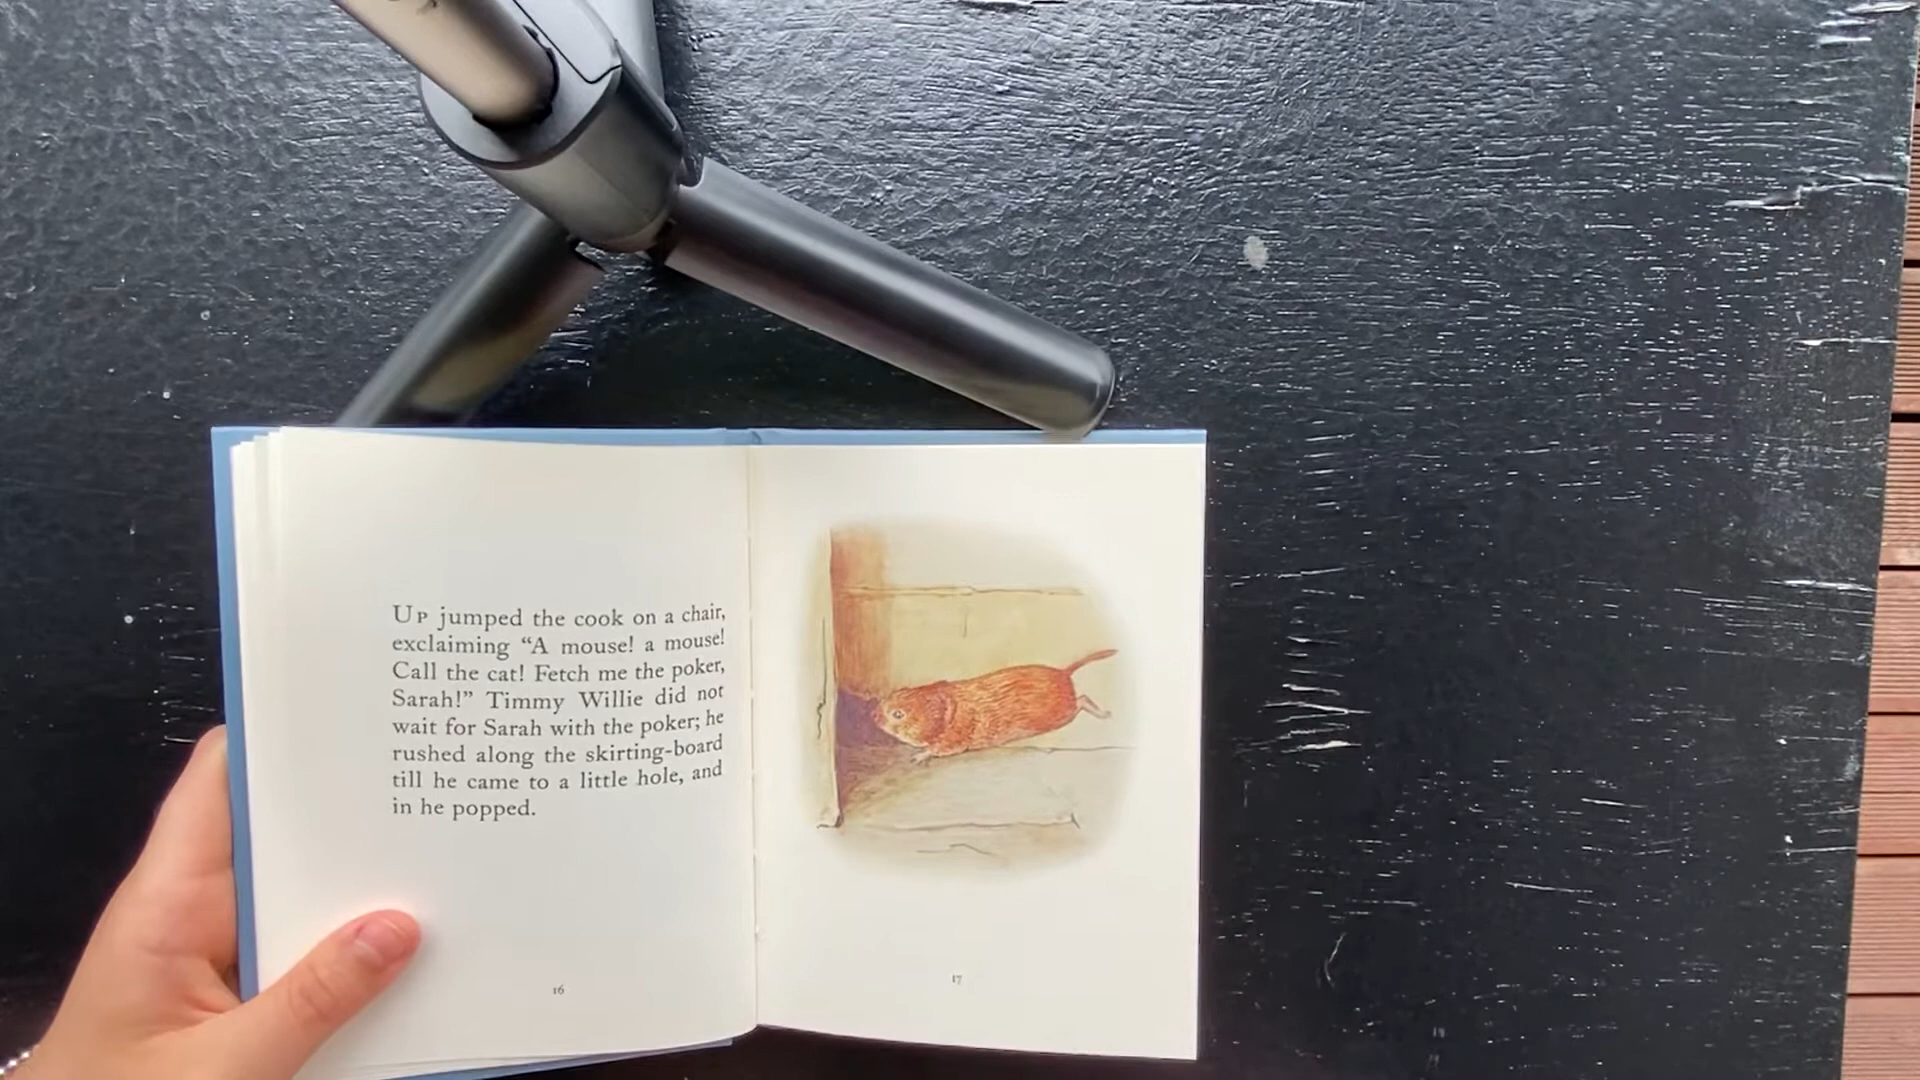 UP jumped the cook on a chair,
exclaiming “A mouse! a mouse!
Call the cat! Fetch me the poker,
Sarah!” Timmy Willie did not
wait for Sarah with the poker; he
rushed along the skirting-board
till he came to a little hole, and
in he popped.
16
17